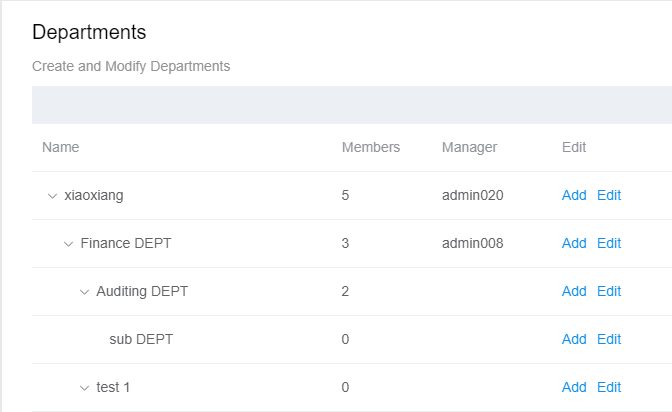 Departments
Create and Modify Departments
Name Members Manager Edit
xiaoxiang 5 admin020 Add Edit
Finance DEPT 3 admin008 Add Edit
Auditing DEPT 2 Add Edit
sub DEPT 0 Add Edit
test 1 0 Add Edit